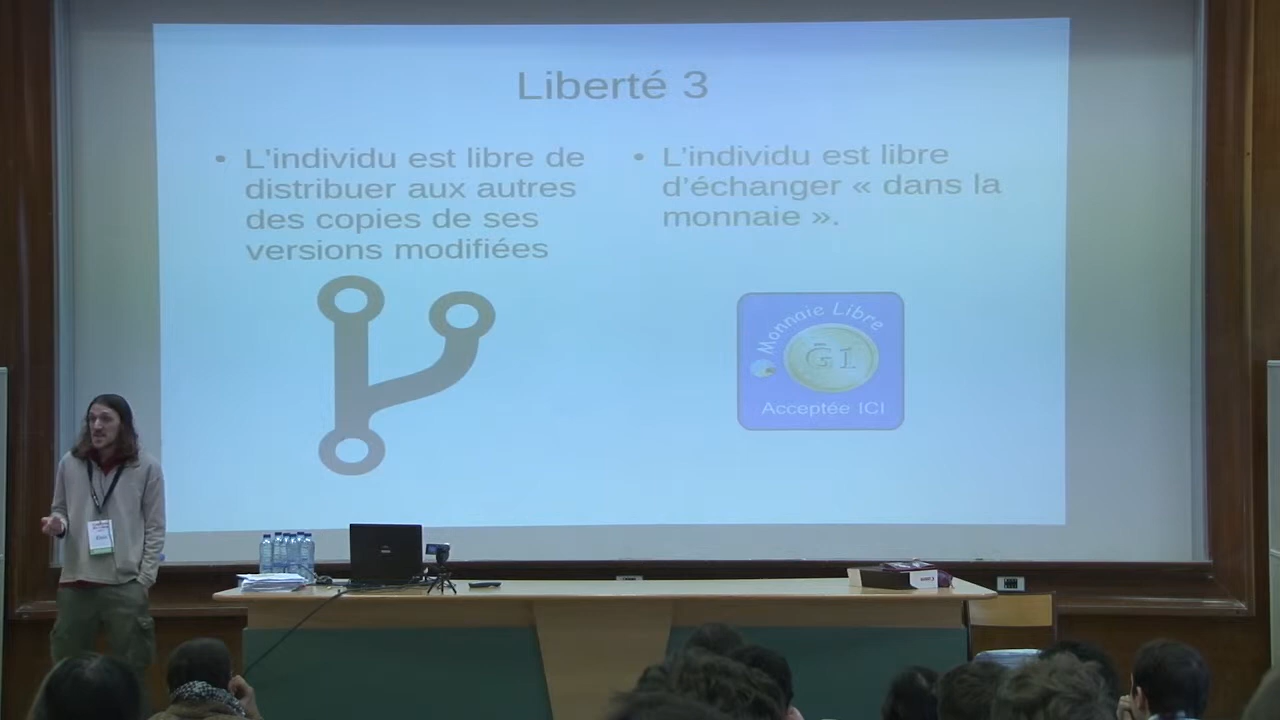 Liberté 3
• L'individu est libre de
distribuer aux autres
des copies de ses
versions modifiées
• L'individu est libre
d'échanger « dans la
monnaie ».
Monnaie Libre
Ğ1
Acceptée ICI